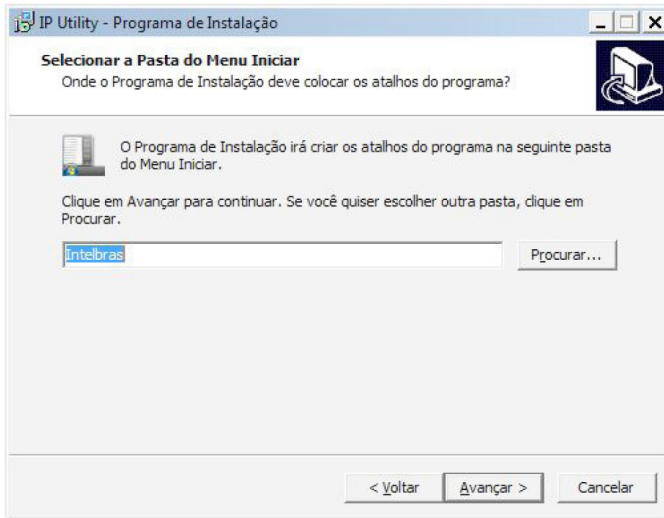 IP Utility - Programa de Instalação
Selecionar a Pasta do Menu Iniciar
Onde o Programa de Instalação deve colocar os atalhos do programa?
O Programa de Instalação irá criar os atalhos do programa na seguinte pasta
do Menu Iniciar.
Clique em Avançar para continuar. Se você quiser escolher outra pasta, clique em
Procurar.
Intelbras Procurar...
< Voltar Avançar > Cancelar